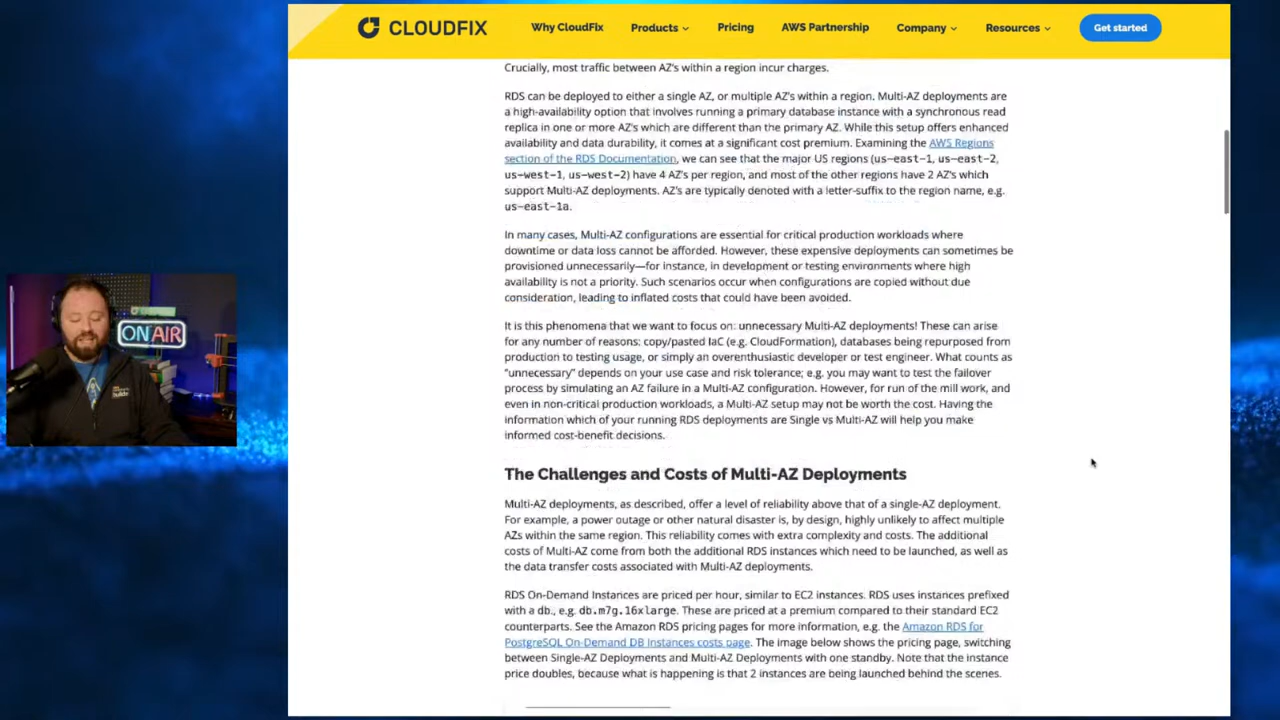 CLOUDFIX
Why CloudFix
Products
Pricing
AWS Partnership
Company
Resources
Get started
Crucially, most traffic between AZ's within a region incur charges.
RDS can be deployed to either a single AZ, or multiple AZ's within a region. Multi-AZ deployments are
a high-availability option that involves running a primary database instance with a synchronous read
replica in one or more AZ's which are different than the primary AZ. While this setup offers enhanced
availability and data durability, it comes at a significant cost premium. Examining the AWS Regions
section of the RDS Documentation, we can see that the major US regions (us-east-1, us-east-2,
us-west-1, us-west-2) have 4 AZ's per region, and most of the other regions have 2 AZ's which
support Multi-AZ deployments. AZ's are typically denoted with a letter-suffix to the region name, e.g.
us-east-1a.
In many cases, Multi-AZ configurations are essential for critical production workloads where
downtime or data loss cannot be afforded. However, these expensive deployments can sometimes be
provisioned unnecessarily—for instance, in development or testing environments where high
availability is not a priority. Such scenarios occur when configurations are copied without due
consideration, leading to inflated costs that could have been avoided.
It is this phenomena that we want to focus on: unnecessary Multi-AZ deployments! These can arise
for any number of reasons: copy/pasted IaC (e.g. CloudFormation), databases being repurposed from
production to testing usage, or simply an overenthusiastic developer or test engineer. What counts as
"unnecessary" depends on your use case and risk tolerance; e.g. you may want to test the failover
process by simulating an AZ failure in a Multi-AZ configuration. However, for run of the mill work, and
even in non-critical production workloads, a Multi-AZ setup may not be worth the cost. Having the
information which of your running RDS deployments are Single vs Multi-AZ will help you make
informed cost-benefit decisions.
ON AIR
The Challenges and Costs of Multi-AZ Deployments
Multi-AZ deployments, as described, offer a level of reliability above that of a single-AZ deployment.
For example, a power outage or other natural disaster is, by design, highly unlikely to affect multiple
AZs within the same region. This reliability comes with extra complexity and costs. The additional
costs of Multi-AZ come from both the additional RDS instances which need to be launched, as well as
the data transfer costs associated with Multi-AZ deployments.
RDS On-Demand Instances are priced per hour, similar to EC2 instances. RDS uses instances prefixed
with a db., e.g. db.m7g.16xlarge. These are priced at a premium compared to their standard EC2
counterparts. See the Amazon RDS pricing pages for more information, e.g. the Amazon RDS for
PostgreSQL On-Demand DB Instances costs page. The image below shows the pricing page, switching
between Single-AZ Deployments and Multi-AZ Deployments with one standby. Note that the instance
price doubles, because what is happening is that 2 instances are being launched behind the scenes.